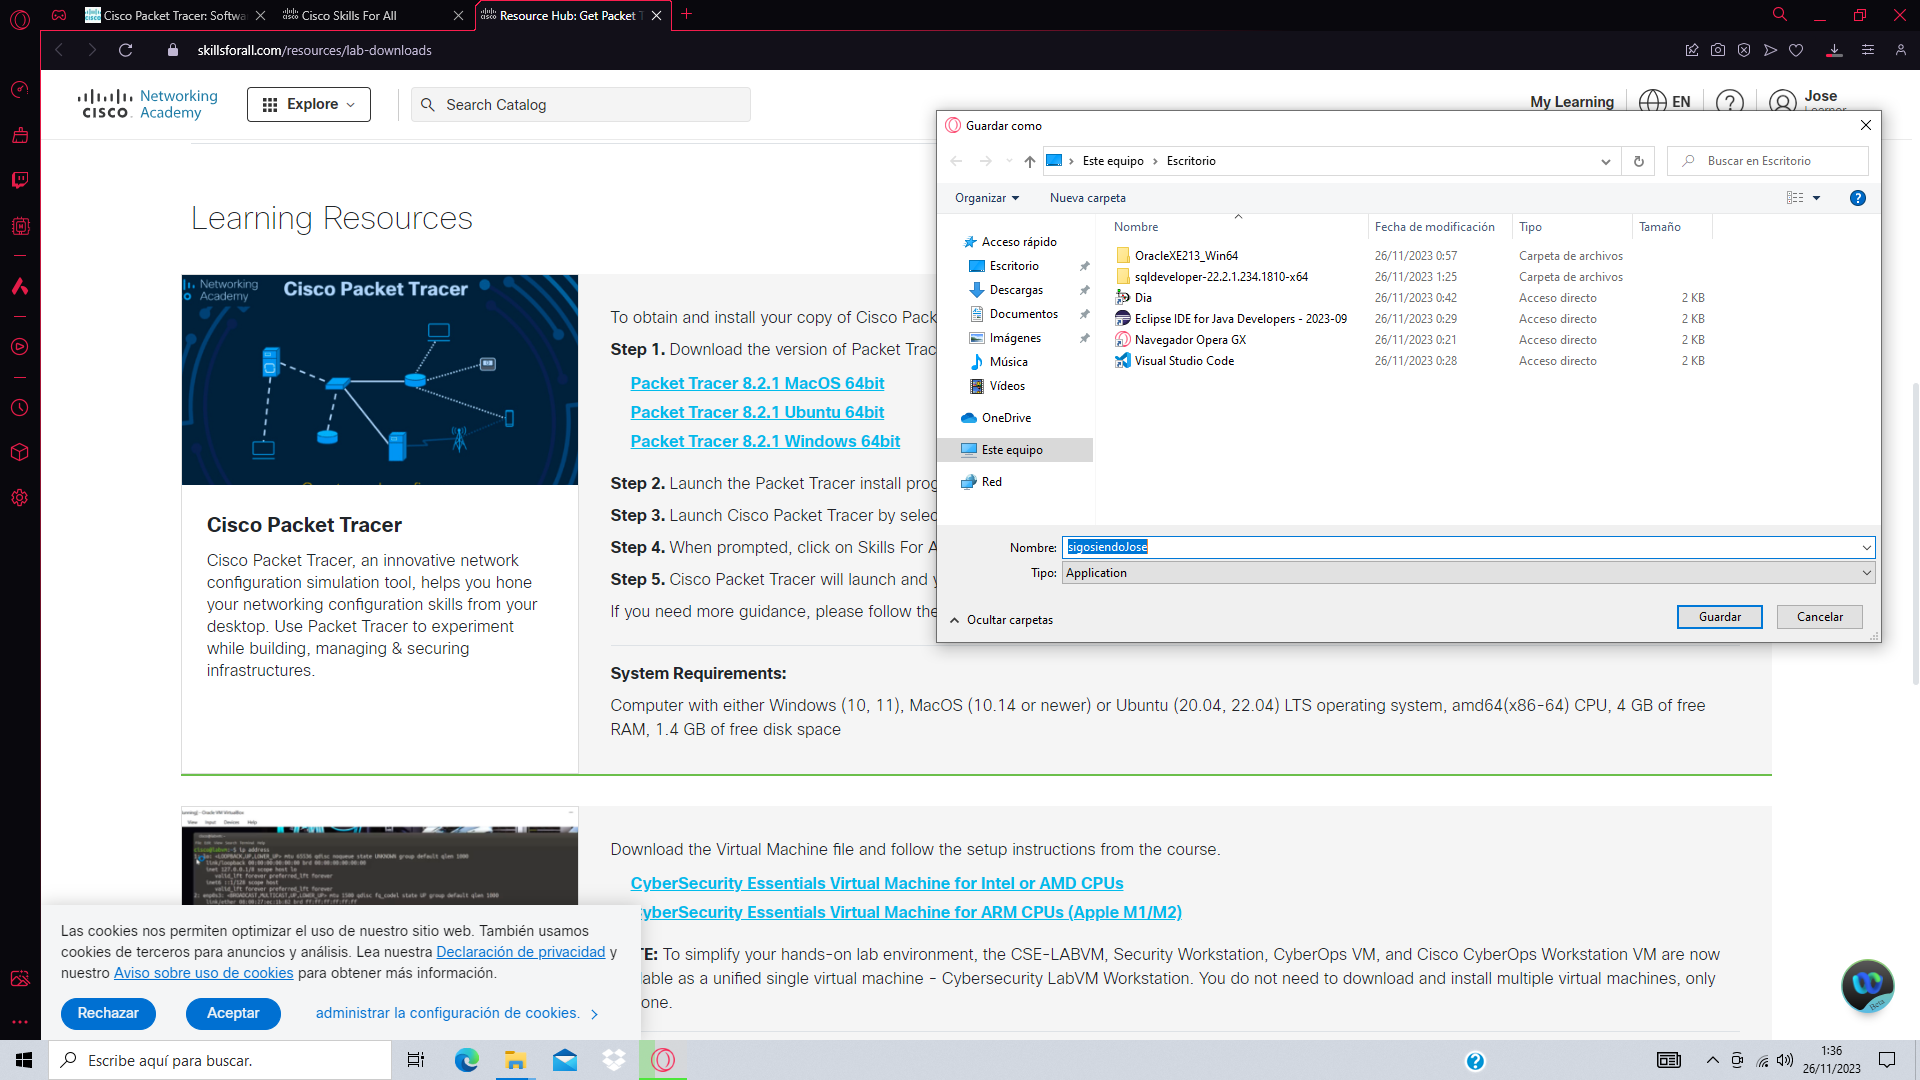 Cisco Packet Tracer: Softwa
Cisco Skills For All
Resource Hub: Get Packet T
skillsforall.com/resources/lab-downloads
CISCO
Networking
Academy
Explore
Search Catalog
My Learning
EN
?
Jose
Learner
Learning Resources
Networking
Academy
Cisco Packet Tracer
Cisco Packet Tracer
Cisco Packet Tracer, an innovative network
configuration simulation tool, helps you hone
your networking configuration skills from your
desktop. Use Packet Tracer to experiment
while building, managing & securing
infrastructures.
To obtain and install your copy of Cisco Pack
Step 1. Download the version of Packet Trac
Packet Tracer 8.2.1 MacOS 64bit
Packet Tracer 8.2.1 Ubuntu 64bit
Packet Tracer 8.2.1 Windows 64bit
Step 2. Launch the Packet Tracer install prog
Step 3. Launch Cisco Packet Tracer by selec
Step 4. When prompted, click on Skills For A
Step 5. Cisco Packet Tracer will launch and y
If you need more guidance, please follow the
System Requirements:
Computer with either Windows (10, 11), MacOS (10.14 or newer) or Ubuntu (20.04, 22.04) LTS operating system, amd64(x86-64) CPU, 4 GB of free
RAM, 1.4 GB of free disk space
Guardar como
Este equipo
Escritorio
Buscar en Escritorio
Organizar
Nueva carpeta
?
Nombre
Fecha de modificación
Tipo
Tamaño
Acceso rápido
Escritorio
Descargas
Documentos
Imágenes
Música
Vídeos
OneDrive
Este equipo
Red
OracleXE213_Win64 26/11/2023 0:57 Carpeta de archivos
sqldeveloper-22.2.1.234.1810-x64 26/11/2023 1:25 Carpeta de archivos
Dia 26/11/2023 0:42 Acceso directo 2 KB
Eclipse IDE for Java Developers - 2023-09 26/11/2023 0:29 Acceso directo 2 KB
Navegador Opera GX 26/11/2023 0:21 Acceso directo 2 KB
Visual Studio Code 26/11/2023 0:28 Acceso directo 2 KB
Nombre: sigosiendoJose
Tipo: Application
Ocultar carpetas
Guardar
Cancelar
Download the Virtual Machine file and follow the setup instructions from the course.
CyberSecurity Essentials Virtual Machine for Intel or AMD CPUs
yberSecurity Essentials Virtual Machine for ARM CPUs (Apple M1/M2)
TE: To simplify your hands-on lab environment, the CSE-LABVM, Security Workstation, CyberOps VM, and Cisco CyberOps Workstation VM are now
lable as a unified single virtual machine - Cybersecurity LabVM Workstation. You do not need to download and install multiple virtual machines, only
one.
Las cookies nos permiten optimizar el uso de nuestro sitio web. También usamos
cookies de terceros para anuncios y análisis. Lea nuestra Declaración de privacidad y
nuestro Aviso sobre uso de cookies para obtener más información.
Rechazar
Aceptar
administrar la configuración de cookies.
Beta
Escribe aquí para buscar.
?
1:36
26/11/2023